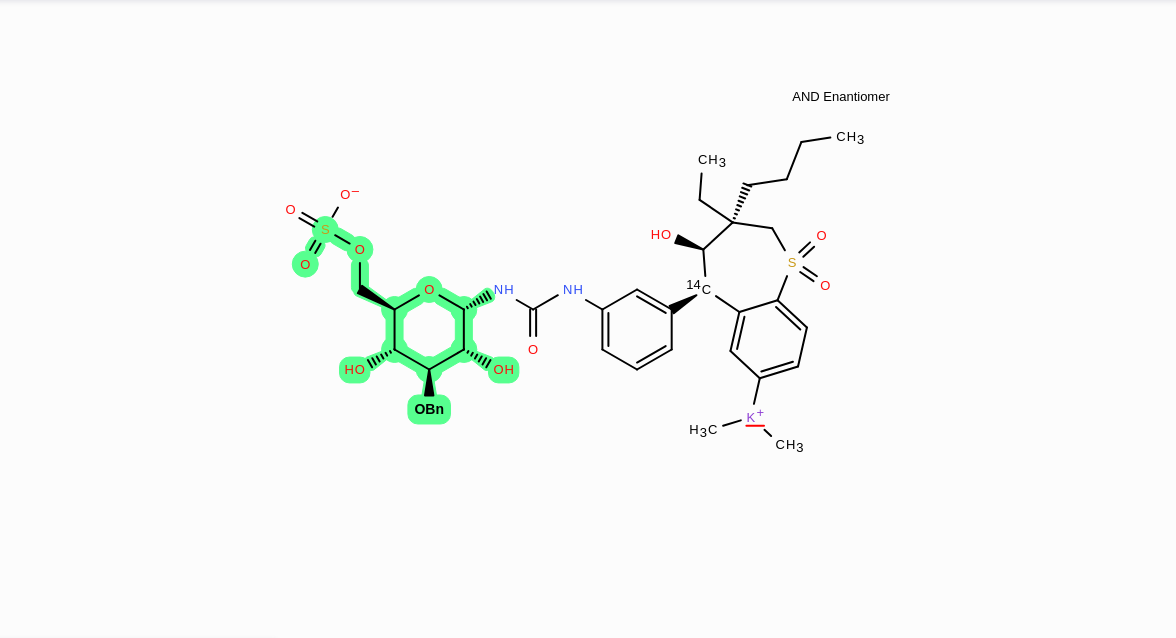 AND Enantiomer
CH3
CH3
O−
O
S
O
O
HO
O
S
O
O
NH
NH
14C
O
HO
OH
OBn
K+
H3C
CH3